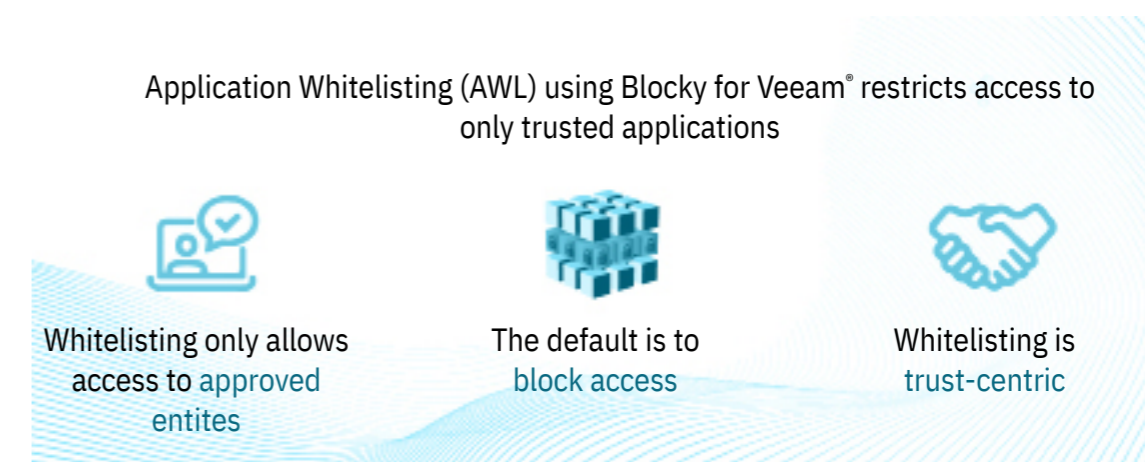 Application Whitelisting (AWL) using Blocky for Veeam® restricts access to
only trusted applications
Whitelisting only allows
access to approved
entites
The default is to
block access
Whitelisting is
trust-centric